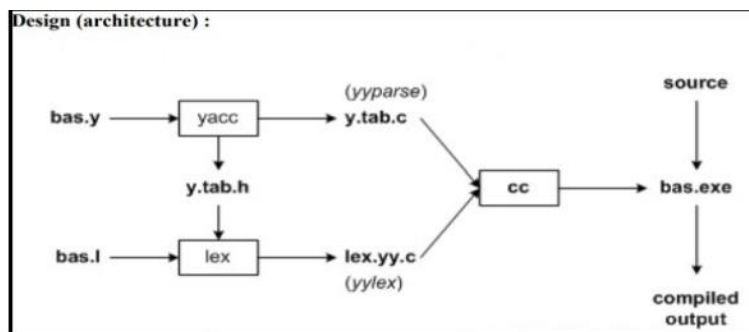 Design (architecture) :
(yyparse)
source
bas.y
yacc
y.tab.c
y.tab.h
cc
bas.exe
bas.l
lex
lex.yy.c
(yylex)
compiled
output